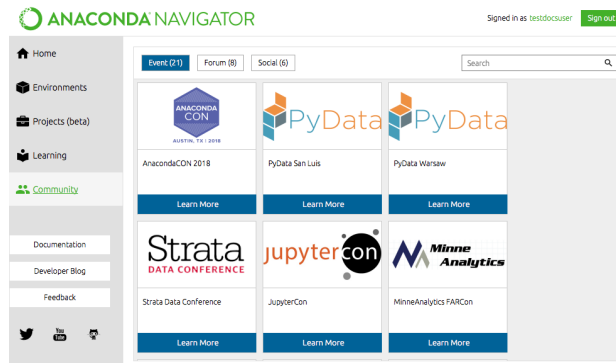 ANACONDA NAVIGATOR
Signed in as testdocsuser
Sign out
Home
Environments
Projects (beta)
Learning
Community
Documentation
Developer Blog
Feedback
You
Tube
Event (21)
Forum (8)
Social (6)
Search
ANACONDA
CON
AUSTIN, TX | 2018
AnacondaCON 2018
Learn More
PyData
PyData San Luis
Learn More
PyData
PyData Warsaw
Learn More
Strata
DATA CONFERENCE
Strata Data Conference
Learn More
jupytercon
JupyterCon
Learn More
Minne
Analytics
MinneAnalytics FARCon
Learn More